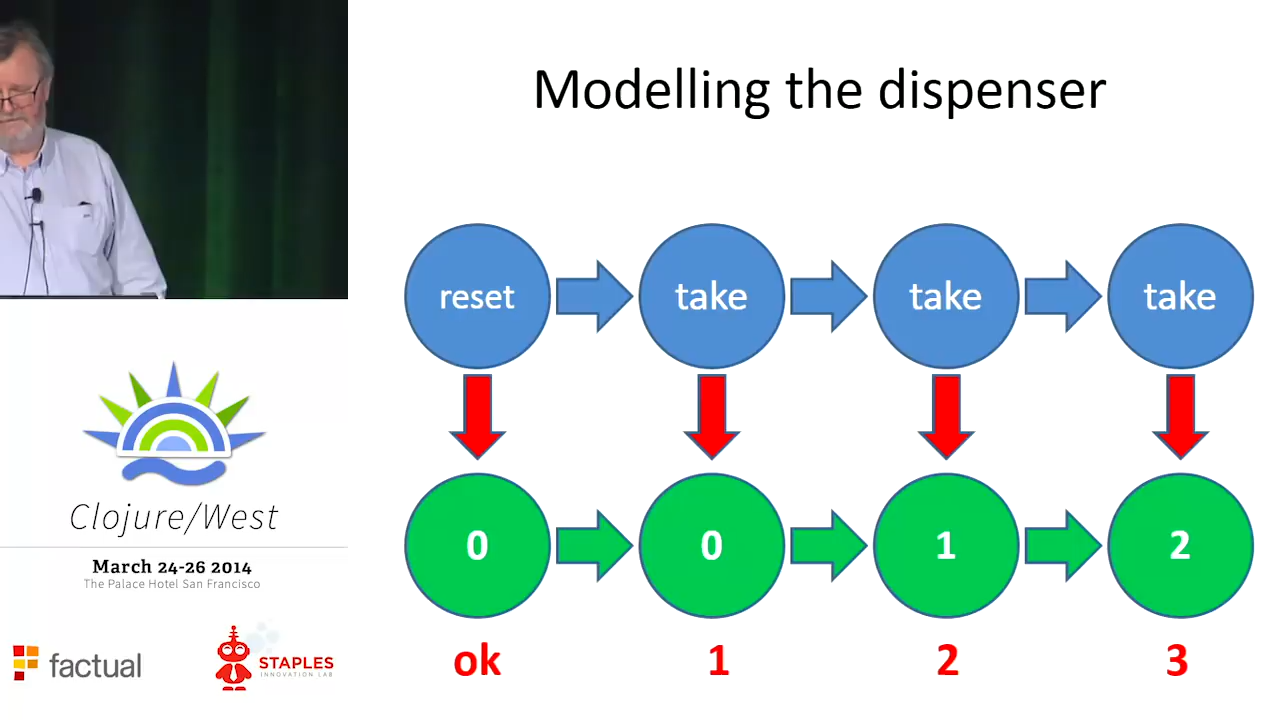 Modelling the dispenser
reset
take
take
take
0
0
1
2
ok
1
2
3
Clojure/West
March 24-26 2014
The Palace Hotel San Francisco
factual
STAPLES
INNOVATION LAB